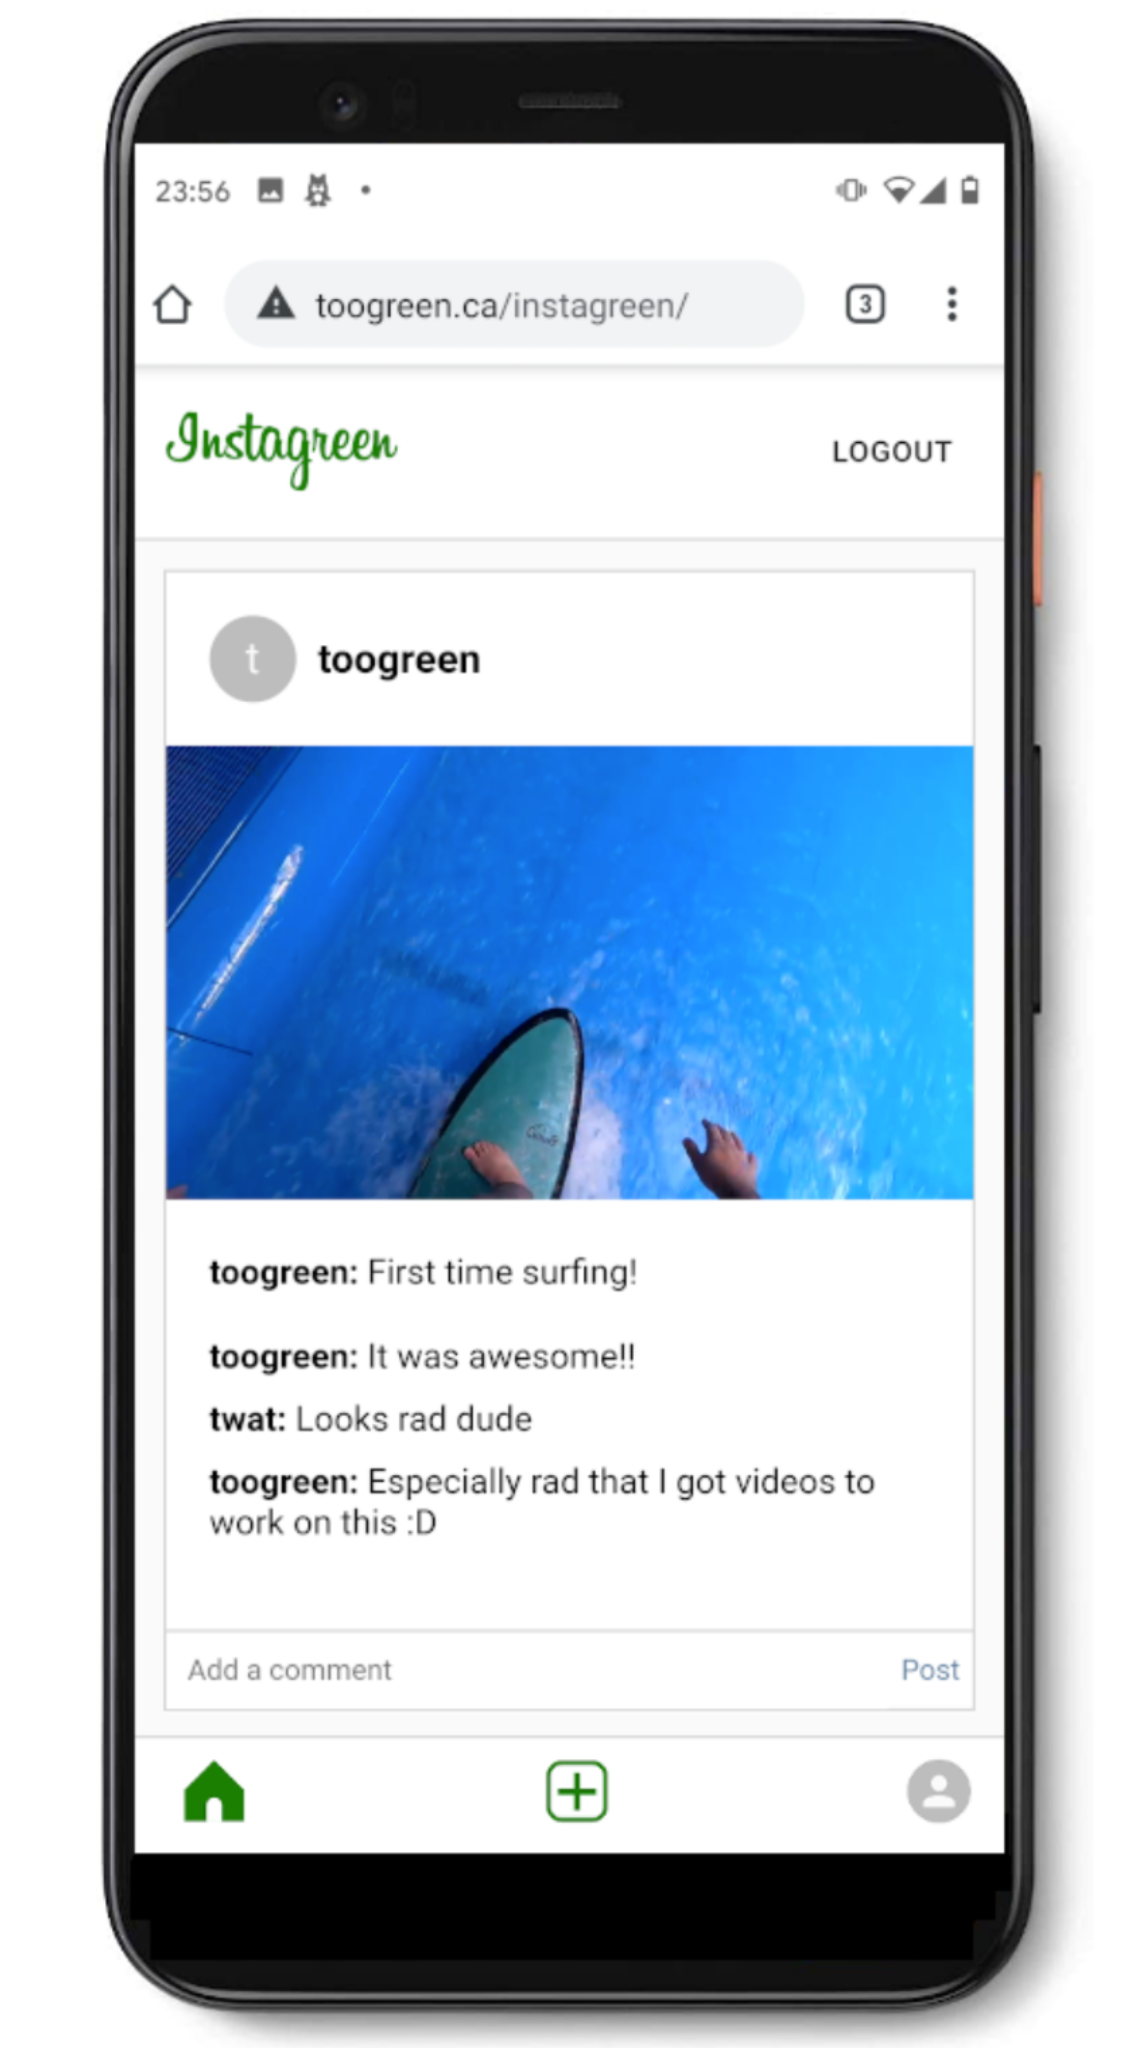 23:56
toogreen.ca/instagreen/
3
Instagreen
LOGOUT
t
toogreen
toogreen: First time surfing!
toogreen: It was awesome!!
twat: Looks rad dude
toogreen: Especially rad that I got videos to
work on this :D
Add a comment
Post